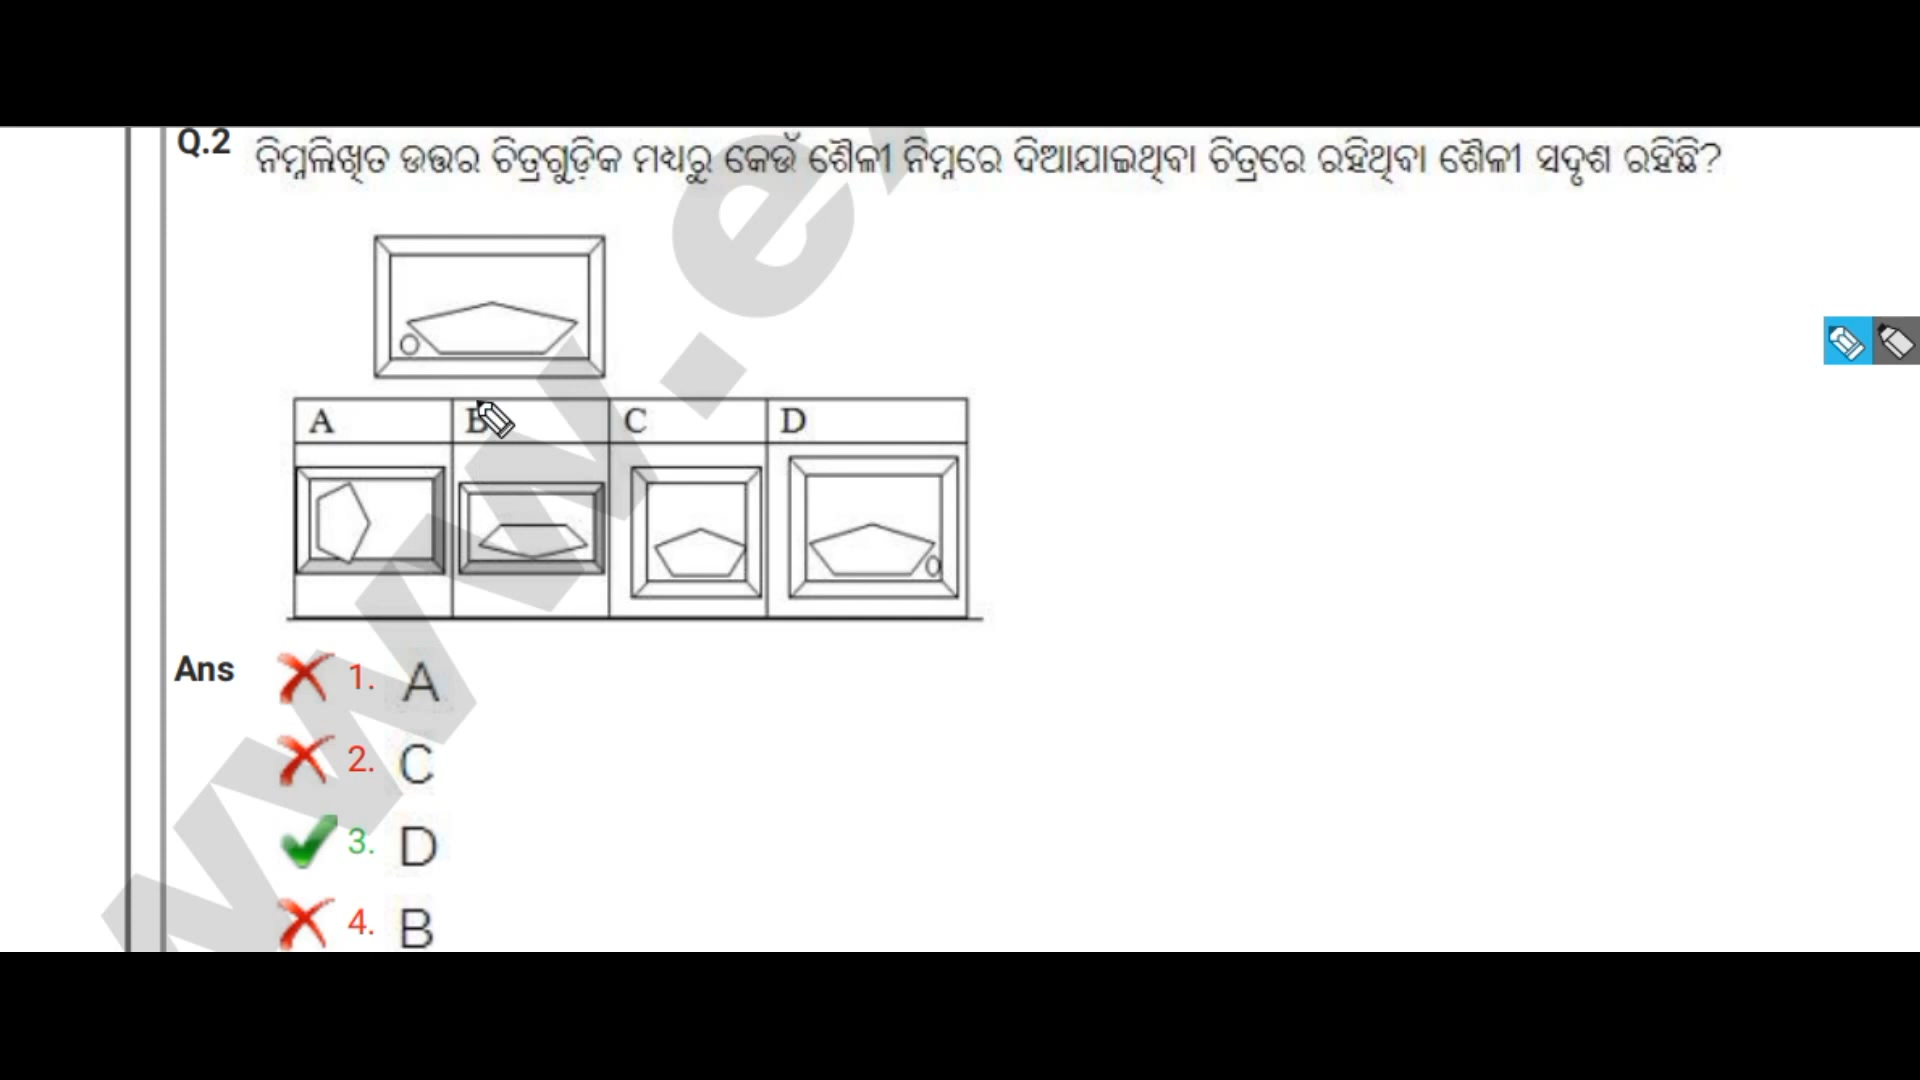 Q.2 ନିମ୍ନଲିଖିତ ଉତ୍ତର ଚିତ୍ରଗୁଡ଼ିକ ମଧ୍ୟରୁ କେଉଁ ଶୈଳୀ ନିମ୍ନରେ ଦିଆଯାଇଥିବା ଚିତ୍ରରେ ରହିଥିବା ଶୈଳୀ ସଦୃଶ ରହିଛି?
A B C D
Ans 1. A
2. C
3. D
4. B
www.e